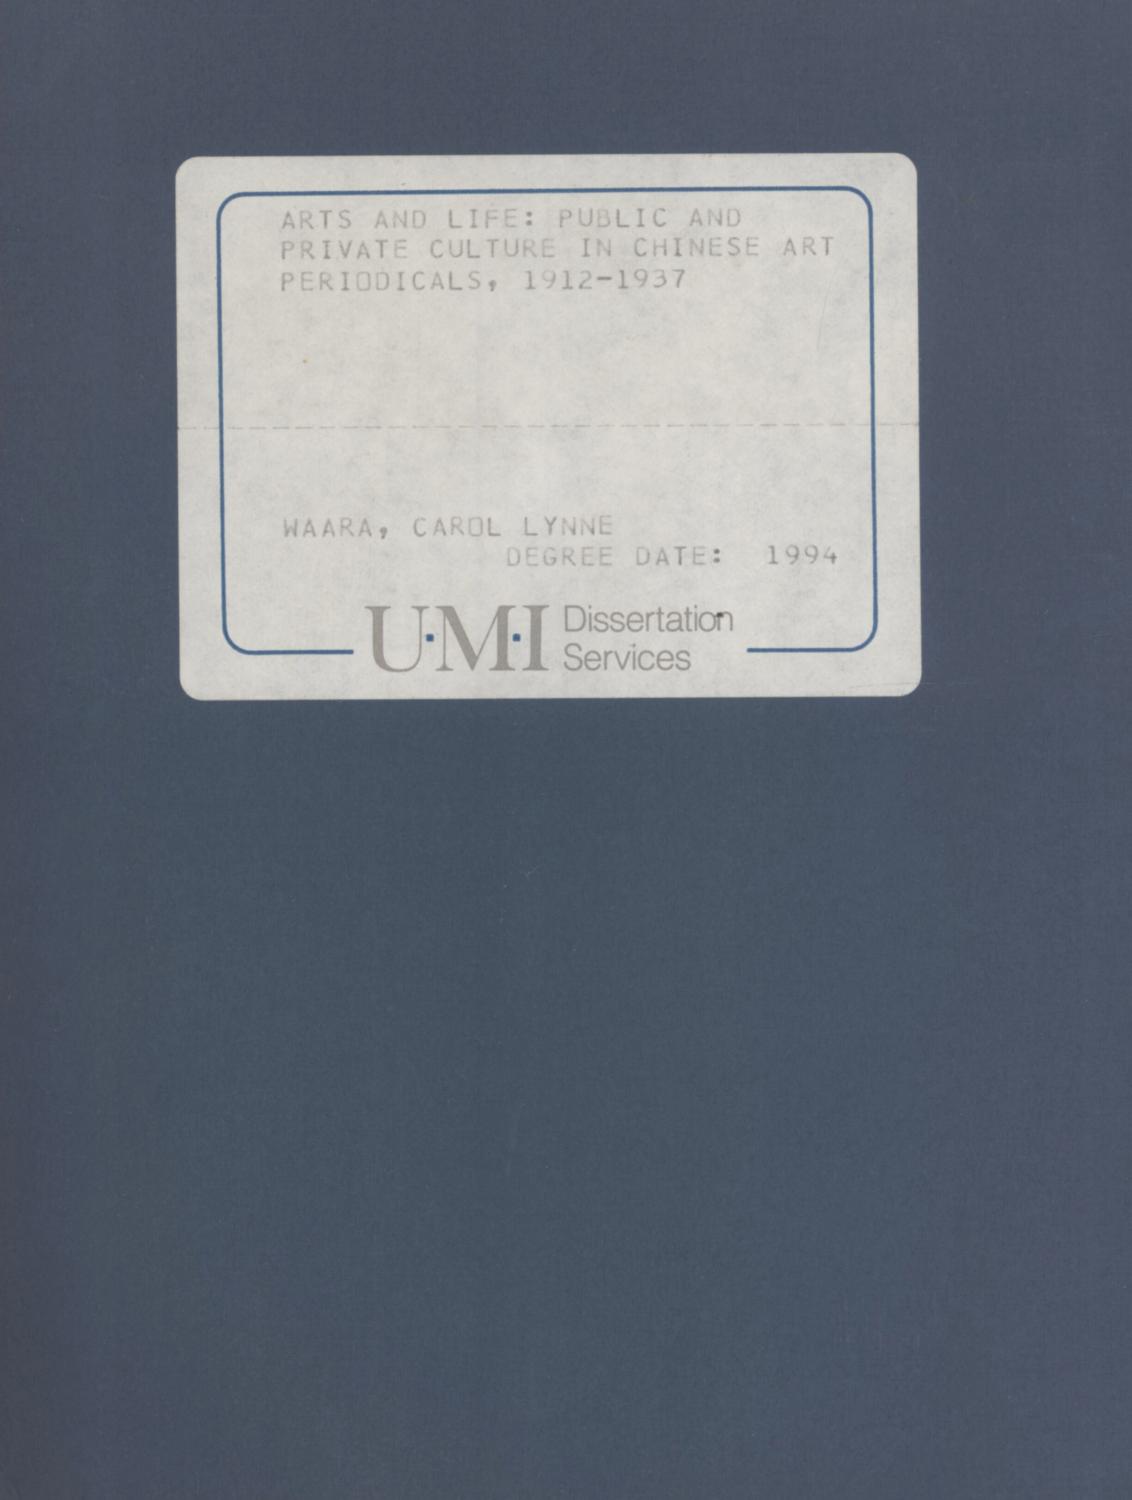 ARTS AND LIFE: PUBLIC AND
PRIVATE CULTURE IN CHINESE ART
PERIODICALS, 1912-1937
WAARA, CAROL LYNNE
DEGREE DATE: 1994
U·M·I Dissertation
Services